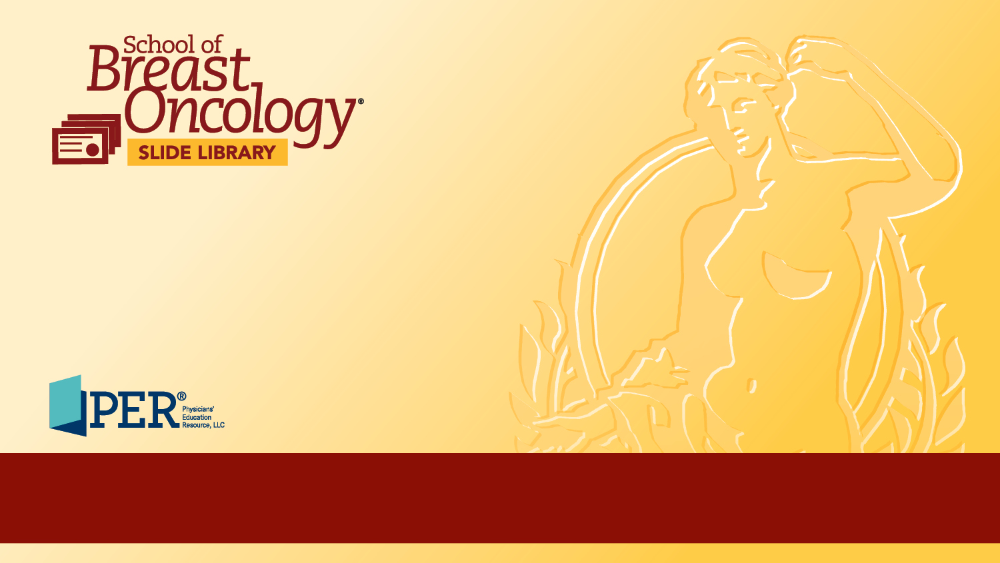 School of
Breast
Oncology®
SLIDE LIBRARY
PER®
Physicians'
Education
Resource, LLC